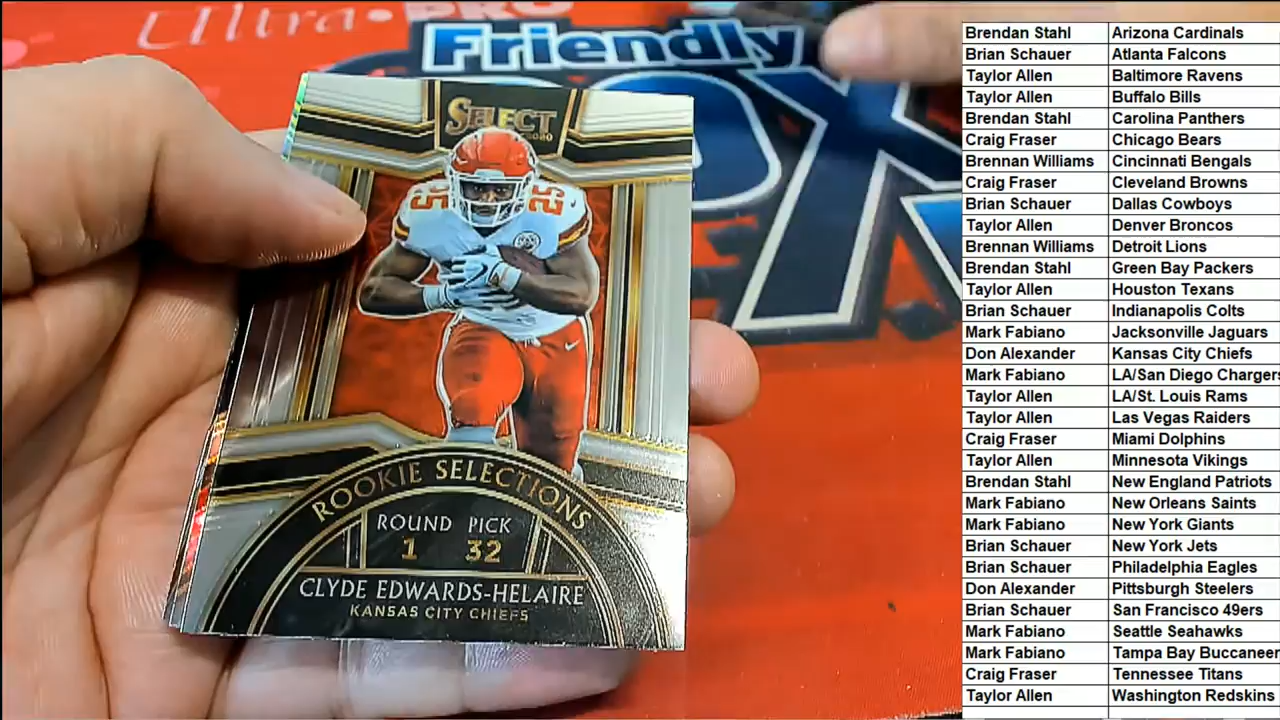 Ultra•PRO
Friendly
BOX
SELECT
2020
25 25
ROOKIE SELECTIONS
ROUND PICK
1 32
CLYDE EDWARDS-HELAIRE
KANSAS CITY CHIEFS
Brendan Stahl Arizona Cardinals
Brian Schauer Atlanta Falcons
Taylor Allen Baltimore Ravens
Taylor Allen Buffalo Bills
Brendan Stahl Carolina Panthers
Craig Fraser Chicago Bears
Brennan Williams Cincinnati Bengals
Craig Fraser Cleveland Browns
Brian Schauer Dallas Cowboys
Taylor Allen Denver Broncos
Brennan Williams Detroit Lions
Brendan Stahl Green Bay Packers
Taylor Allen Houston Texans
Brian Schauer Indianapolis Colts
Mark Fabiano Jacksonville Jaguars
Don Alexander Kansas City Chiefs
Mark Fabiano LA/San Diego Chargers
Taylor Allen LA/St. Louis Rams
Taylor Allen Las Vegas Raiders
Craig Fraser Miami Dolphins
Taylor Allen Minnesota Vikings
Brendan Stahl New England Patriots
Mark Fabiano New Orleans Saints
Mark Fabiano New York Giants
Brian Schauer New York Jets
Brian Schauer Philadelphia Eagles
Don Alexander Pittsburgh Steelers
Brian Schauer San Francisco 49ers
Mark Fabiano Seattle Seahawks
Mark Fabiano Tampa Bay Buccaneer
Craig Fraser Tennessee Titans
Taylor Allen Washington Redskins